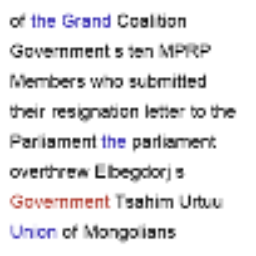 of the Grand Coalition
Government s ten MPRP
Members who submitted
their resignation letter to the
Parliament the parliament
overthrew Elbegdorj s
Government Tsahim Urtuu
Union of Mongolians